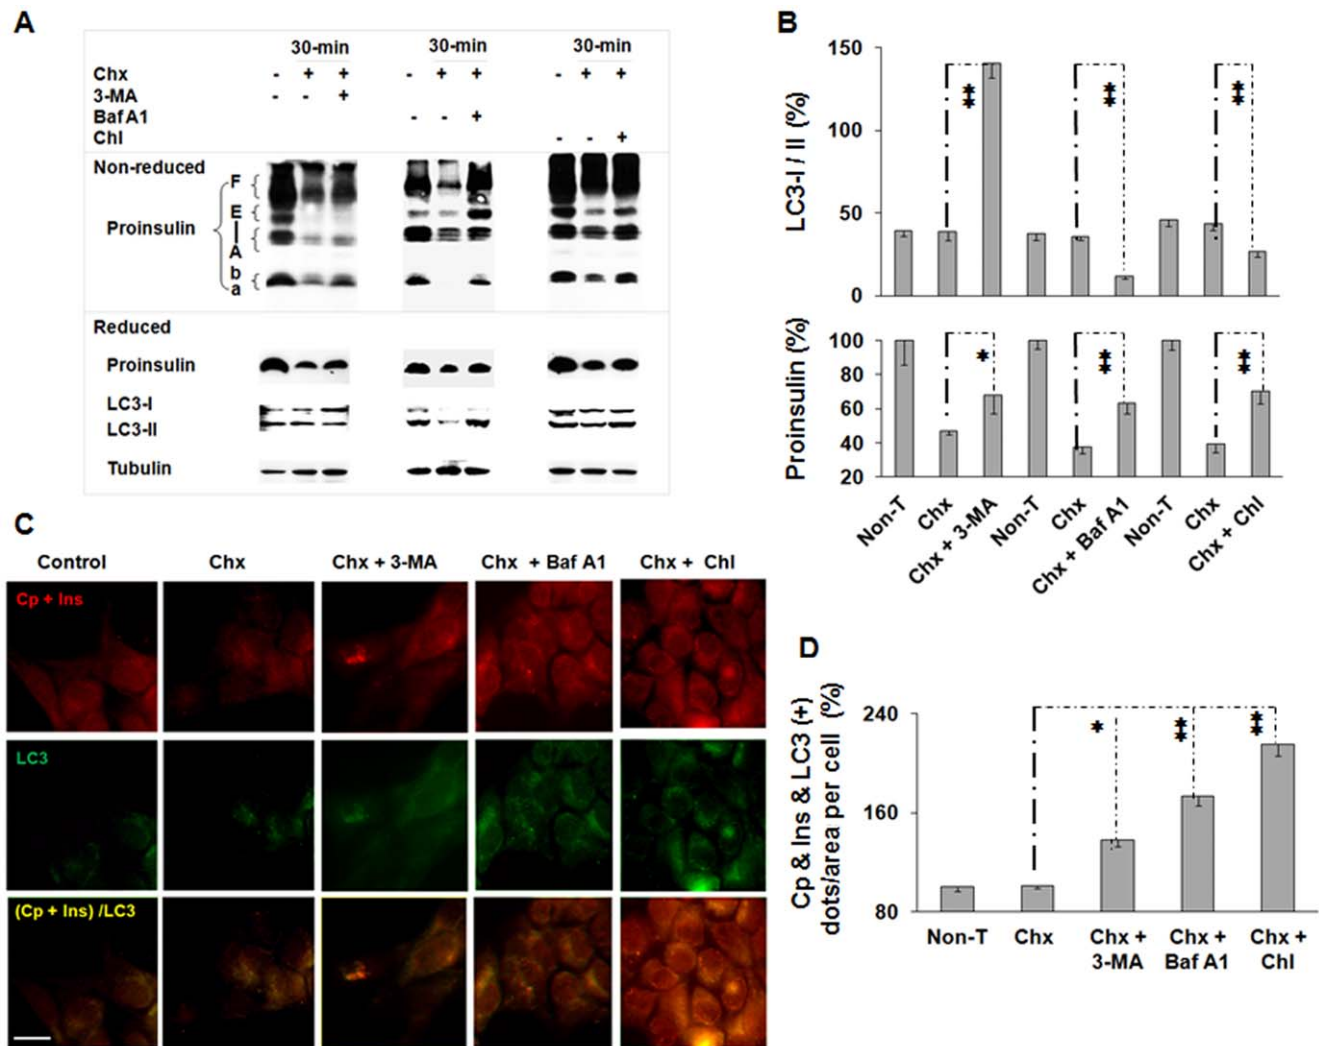 A
30-min 30-min 30-min
Chx - + + - + + - + +
3-MA - - +
Baf A1 - - +
Chl - - +
Non-reduced
F
E
Proinsulin
A
b
a
Reduced
Proinsulin
LC3-I
LC3-II
Tubulin
B
LC3-I / II (%)
150
100
50
0
** ** **
Proinsulin (%)
100
80
60
40
20
* ** **
Non-T Chx Chx + 3-MA Non-T Chx Chx + Baf A1 Non-T Chx Chx + Chl
C
Control Chx Chx + 3-MA Chx + Baf A1 Chx + Chl
Cp + Ins
LC3
(Cp + Ins) /LC3
D
Cp & Ins & LC3 (+)
dots/area per cell (%)
240
160
80
* ** **
Non-T Chx Chx + Chx + Chx +
3-MA Baf A1 Chl